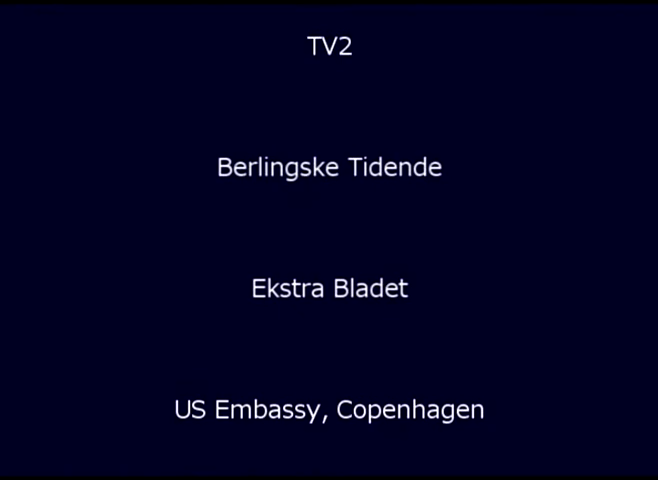 TV2
Berlingske Tidende
Ekstra Bladet
US Embassy, Copenhagen